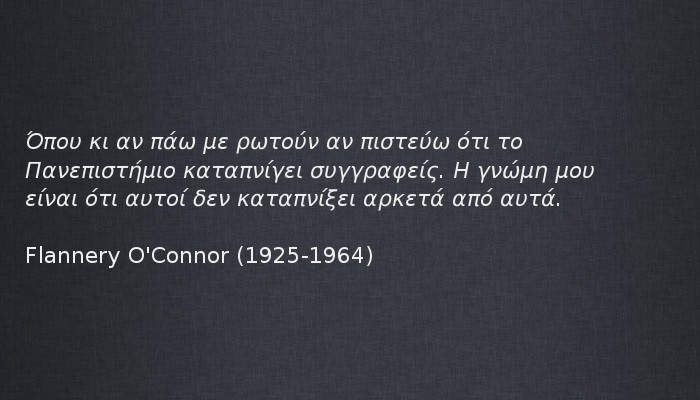 Όπου κι αν πάω με ρωτούν αν πιστεύω ότι το
Πανεπιστήμιο καταπνίγει συγγραφείς. Η γνώμη μου
είναι ότι αυτοί δεν καταπνίξει αρκετά από αυτά.
Flannery O'Connor (1925-1964)